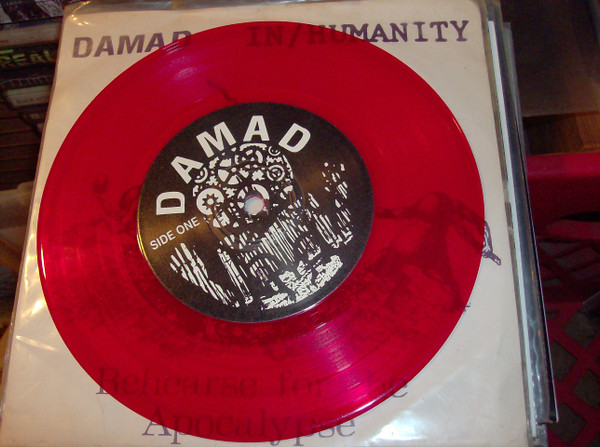 DAMAD IN/HUMANITY
DAMAD
SIDE ONE
Rehearse for the
Apocalypse